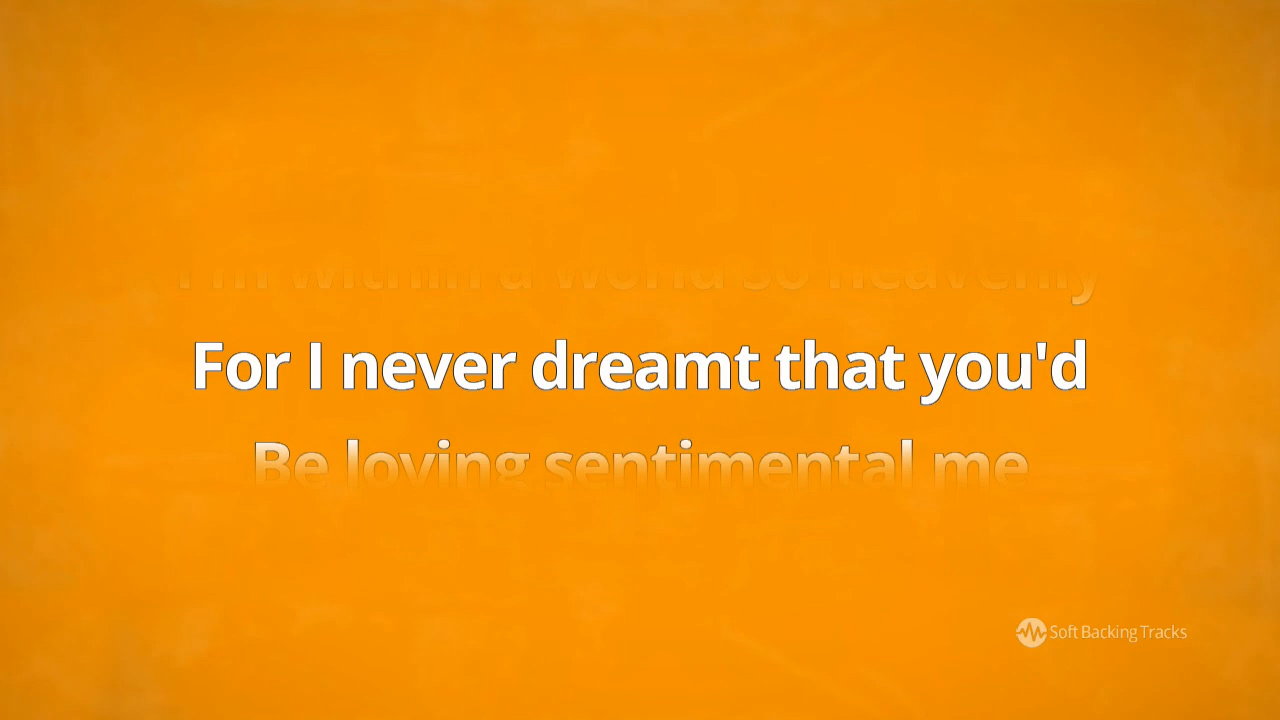 I'm within a world so heavenly
For I never dreamt that you'd
Be loving sentimental me
Soft Backing Tracks